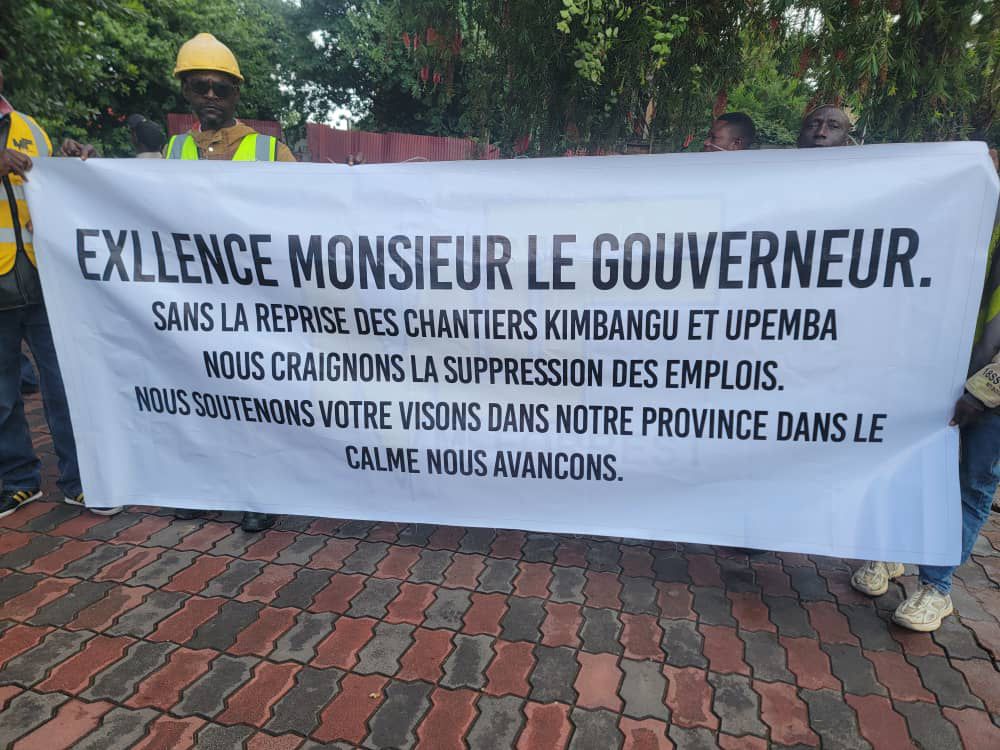 EXLLENCE MONSIEUR LE GOUVERNEUR.
SANS LA REPRISE DES CHANTIERS KIMBANGU ET UPEMBA
NOUS CRAIGNONS LA SUPPRESSION DES EMPLOIS.
NOUS SOUTENONS VOTRE VISONS DANS NOTRE PROVINCE DANS LE
CALME NOUS AVANCONS.